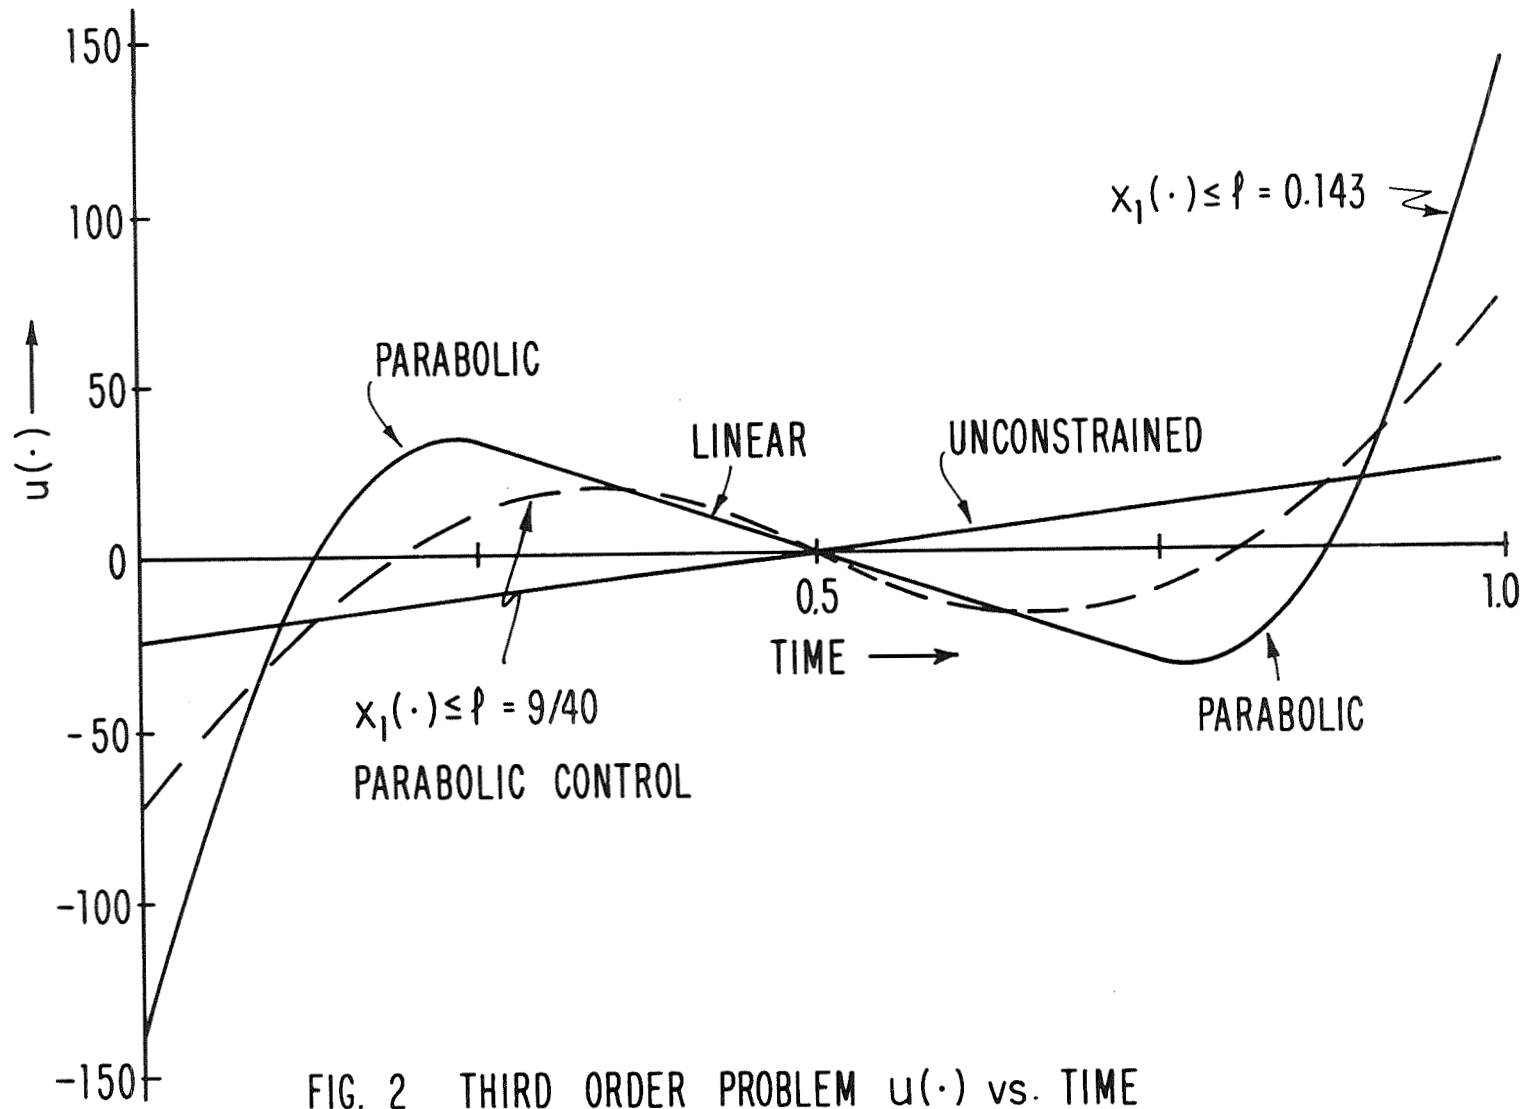 150
100
50
0
-50
-100
-150
u(·)
PARABOLIC
LINEAR
UNCONSTRAINED
x₁(·) ≤ ℓ = 0.143
0.5
1.0
TIME
x₁(·) ≤ ℓ = 9/40
PARABOLIC CONTROL
PARABOLIC
FIG. 2 THIRD ORDER PROBLEM u(·) vs. TIME